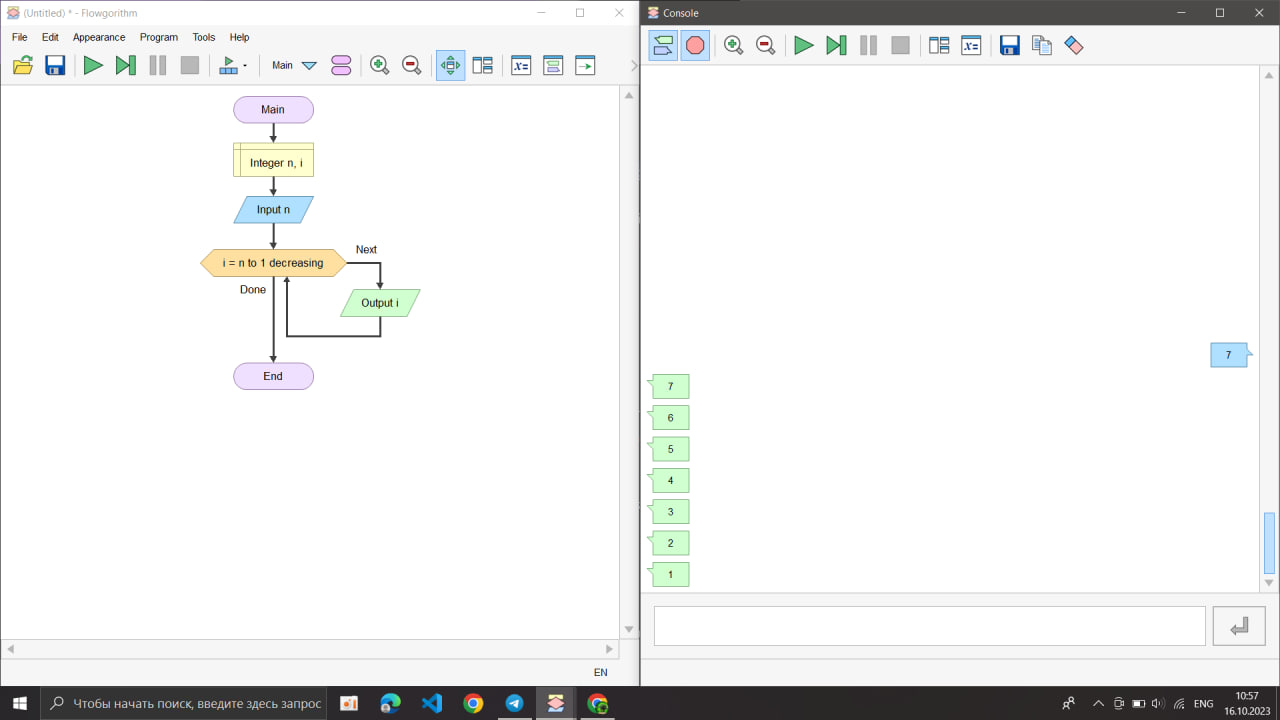 (Untitled) * - Flowgorithm
File Edit Appearance Program Tools Help
Main
x=
Main
Integer n, i
Input n
i = n to 1 decreasing
Next
Done
Output i
End
EN
Console
x=
7
7
6
5
4
3
2
1
Чтобы начать поиск, введите здесь запрос
ENG
10:57
16.10.2023